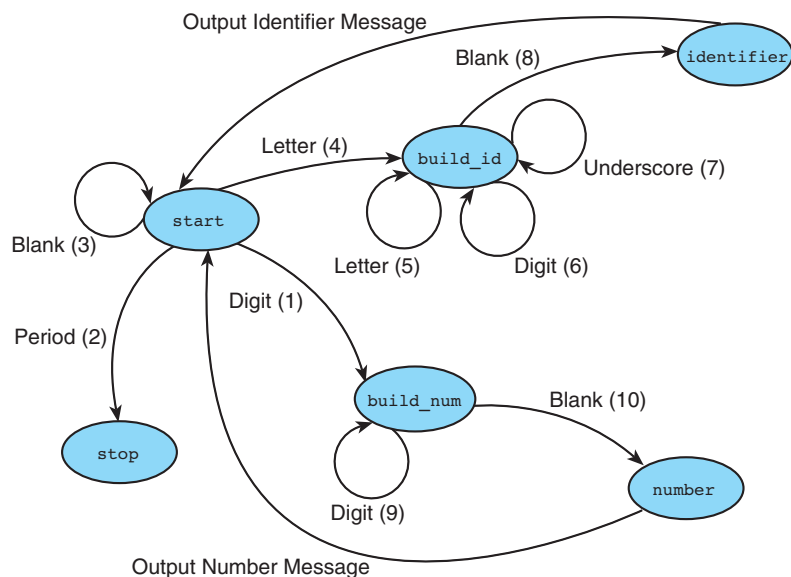 Output Identifier Message
identifier
Blank (8)
Letter (4)
build_id
Underscore (7)
start
Blank (3)
Letter (5)
Digit (6)
Digit (1)
Period (2)
build_num
Blank (10)
stop
number
Digit (9)
Output Number Message